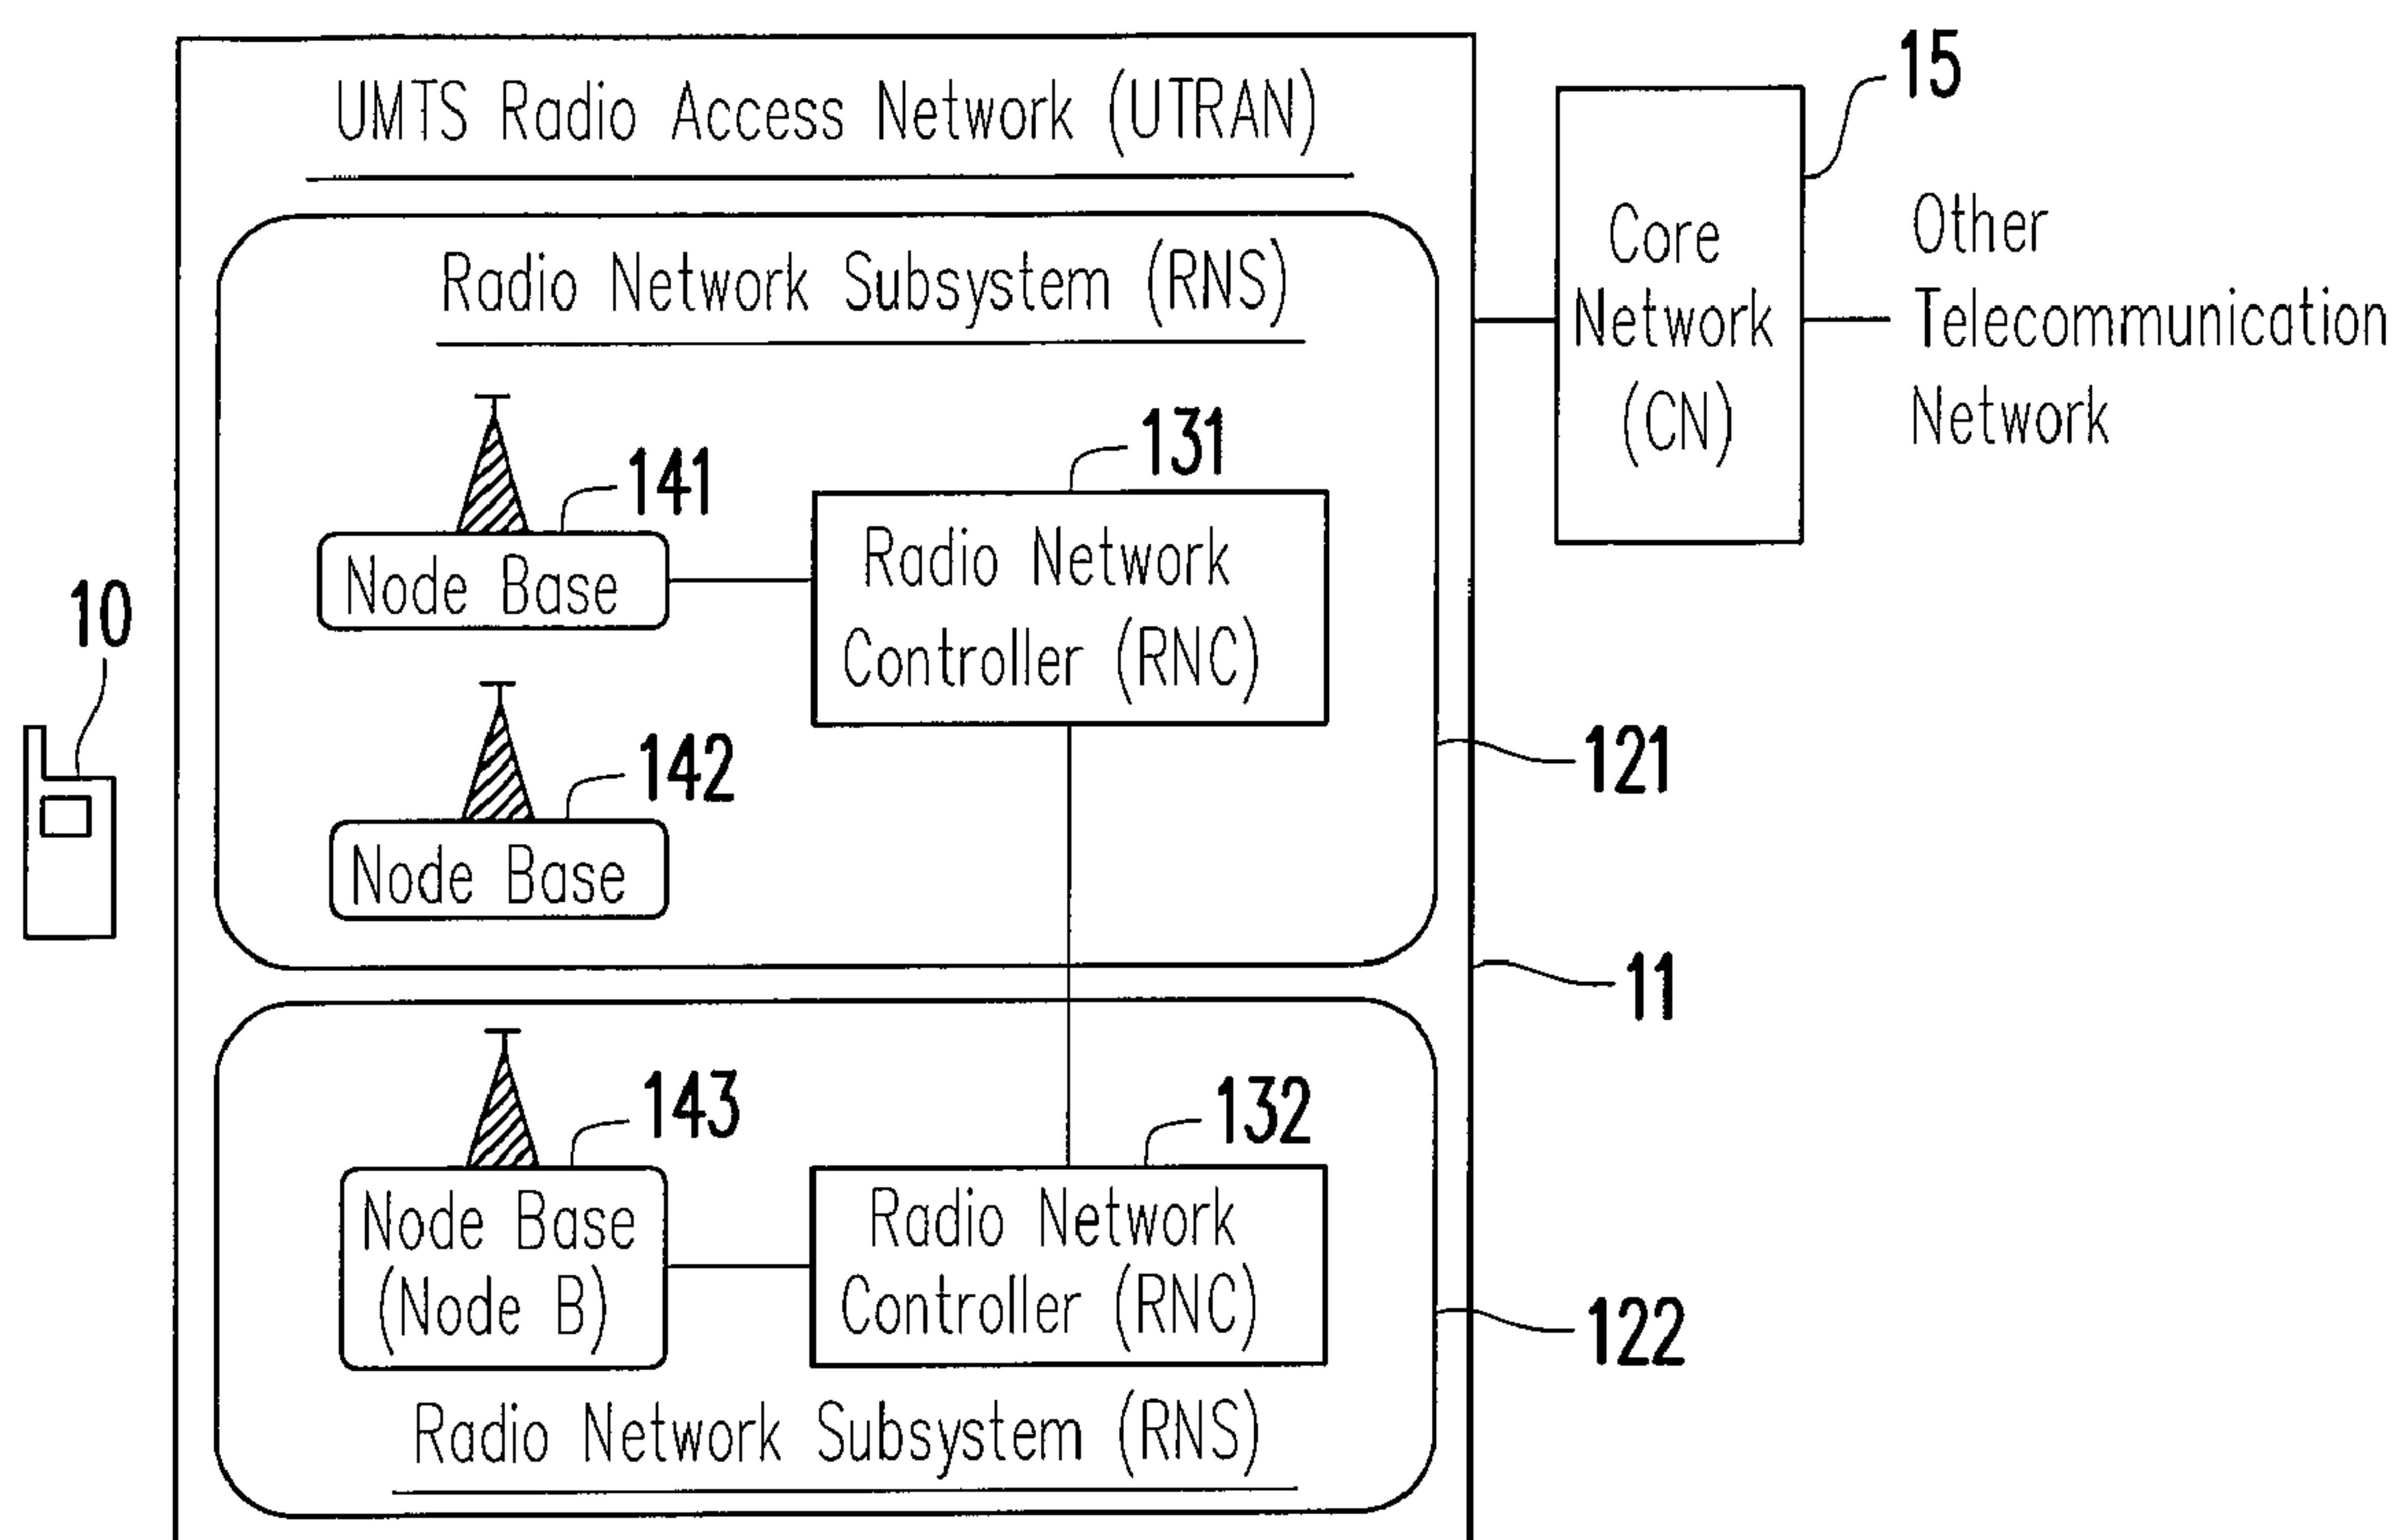 UMTS Radio Access Network (UTRAN)
15
Radio Network Subsystem (RNS)
Core
Network
(CN)
Other
Telecommunication
Network
141
131
Node Base
Radio Network
Controller (RNC)
10
142
Node Base
121
11
143
132
Node Base
(Node B)
Radio Network
Controller (RNC)
122
Radio Network Subsystem (RNS)